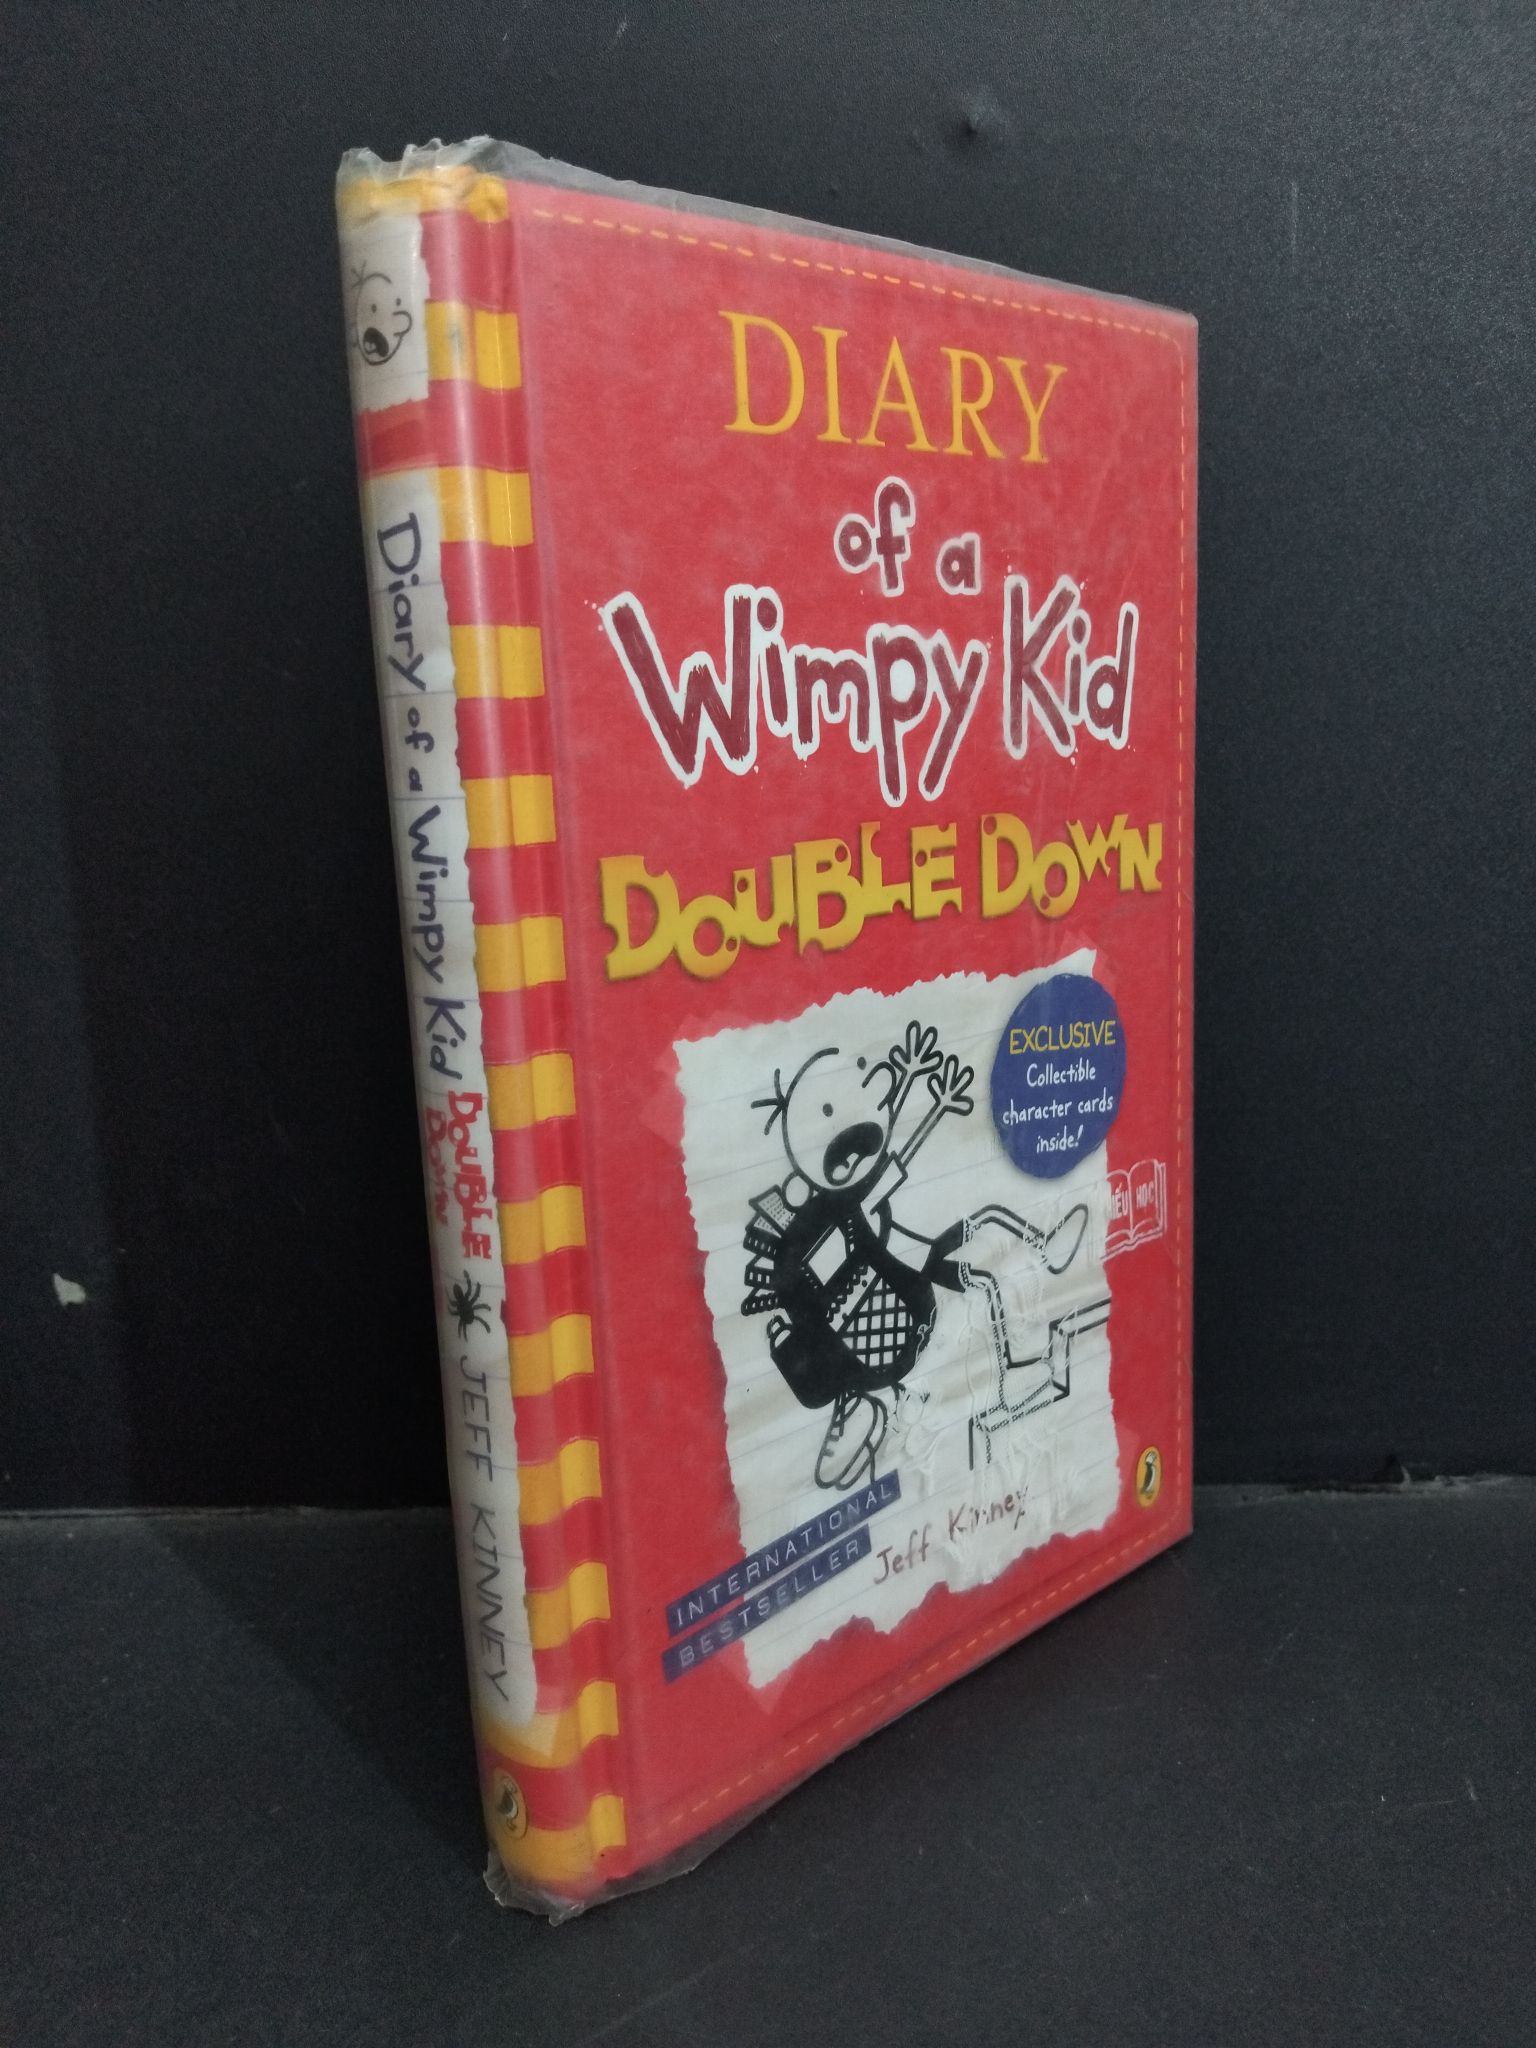 DIARY
of a
Wimpy Kid
DOUBLE DOWN
EXCLUSIVE
Collectible
character cards
inside!
HỌC
INTERNATIONAL
BESTSELLER
Jeff Kinney
Diary of a Wimpy Kid DOUBLE DOWN JEFF KINNEY